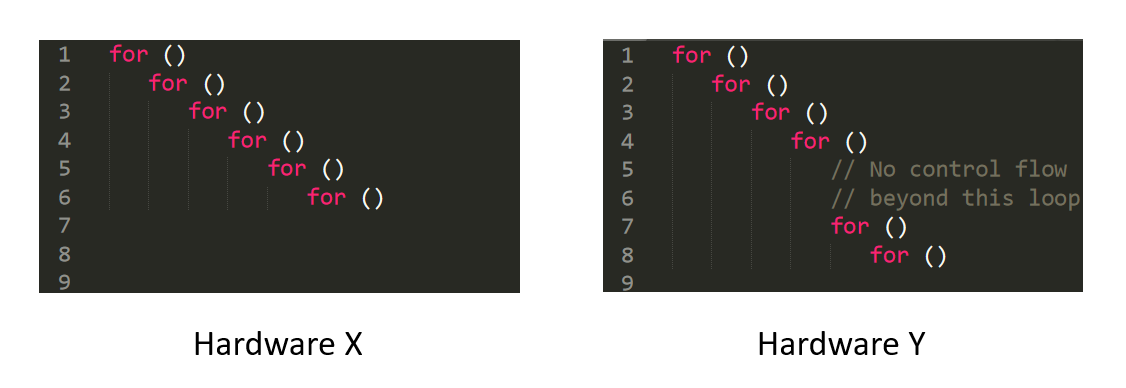 1 for ()
2 for ()
3 for ()
4 for ()
5 for ()
6 for ()
7
8
9
Hardware X
1 for ()
2 for ()
3 for ()
4 for ()
5 // No control flow
6 // beyond this loop
7 for ()
8 for ()
9
Hardware Y